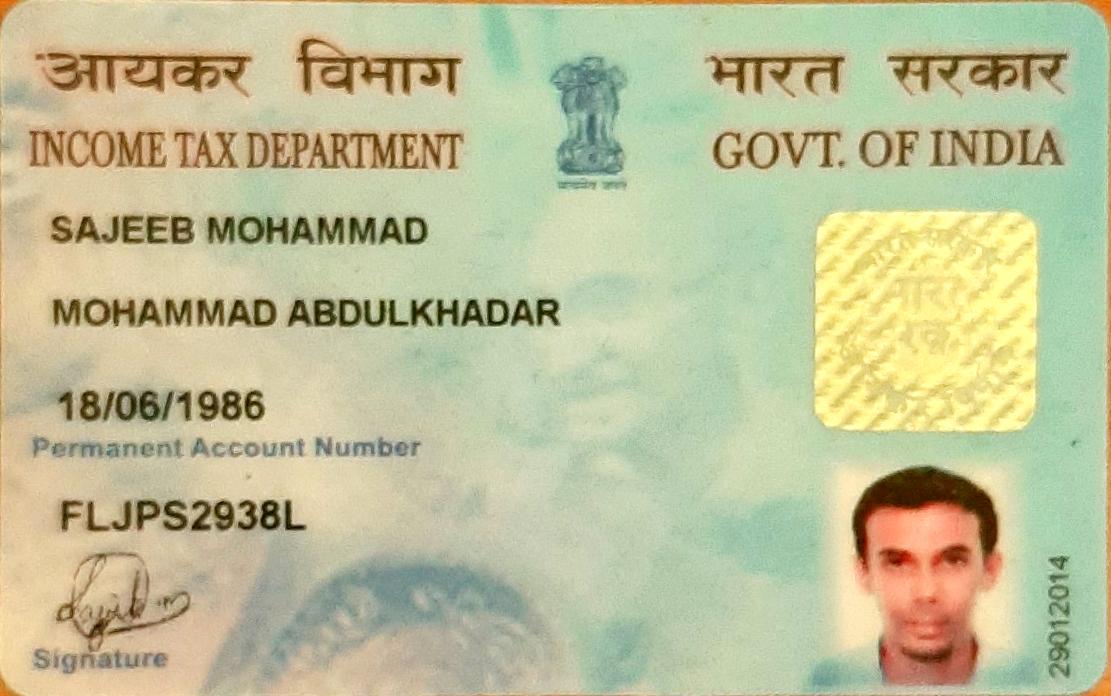 आयकर विभाग भारत सरकार
INCOME TAX DEPARTMENT GOVT. OF INDIA
सत्यमेव जयते
SAJEEB MOHAMMAD
MOHAMMAD ABDULKHADAR
18/06/1986
Permanent Account Number
FLJPS2938L
Signature
29012014